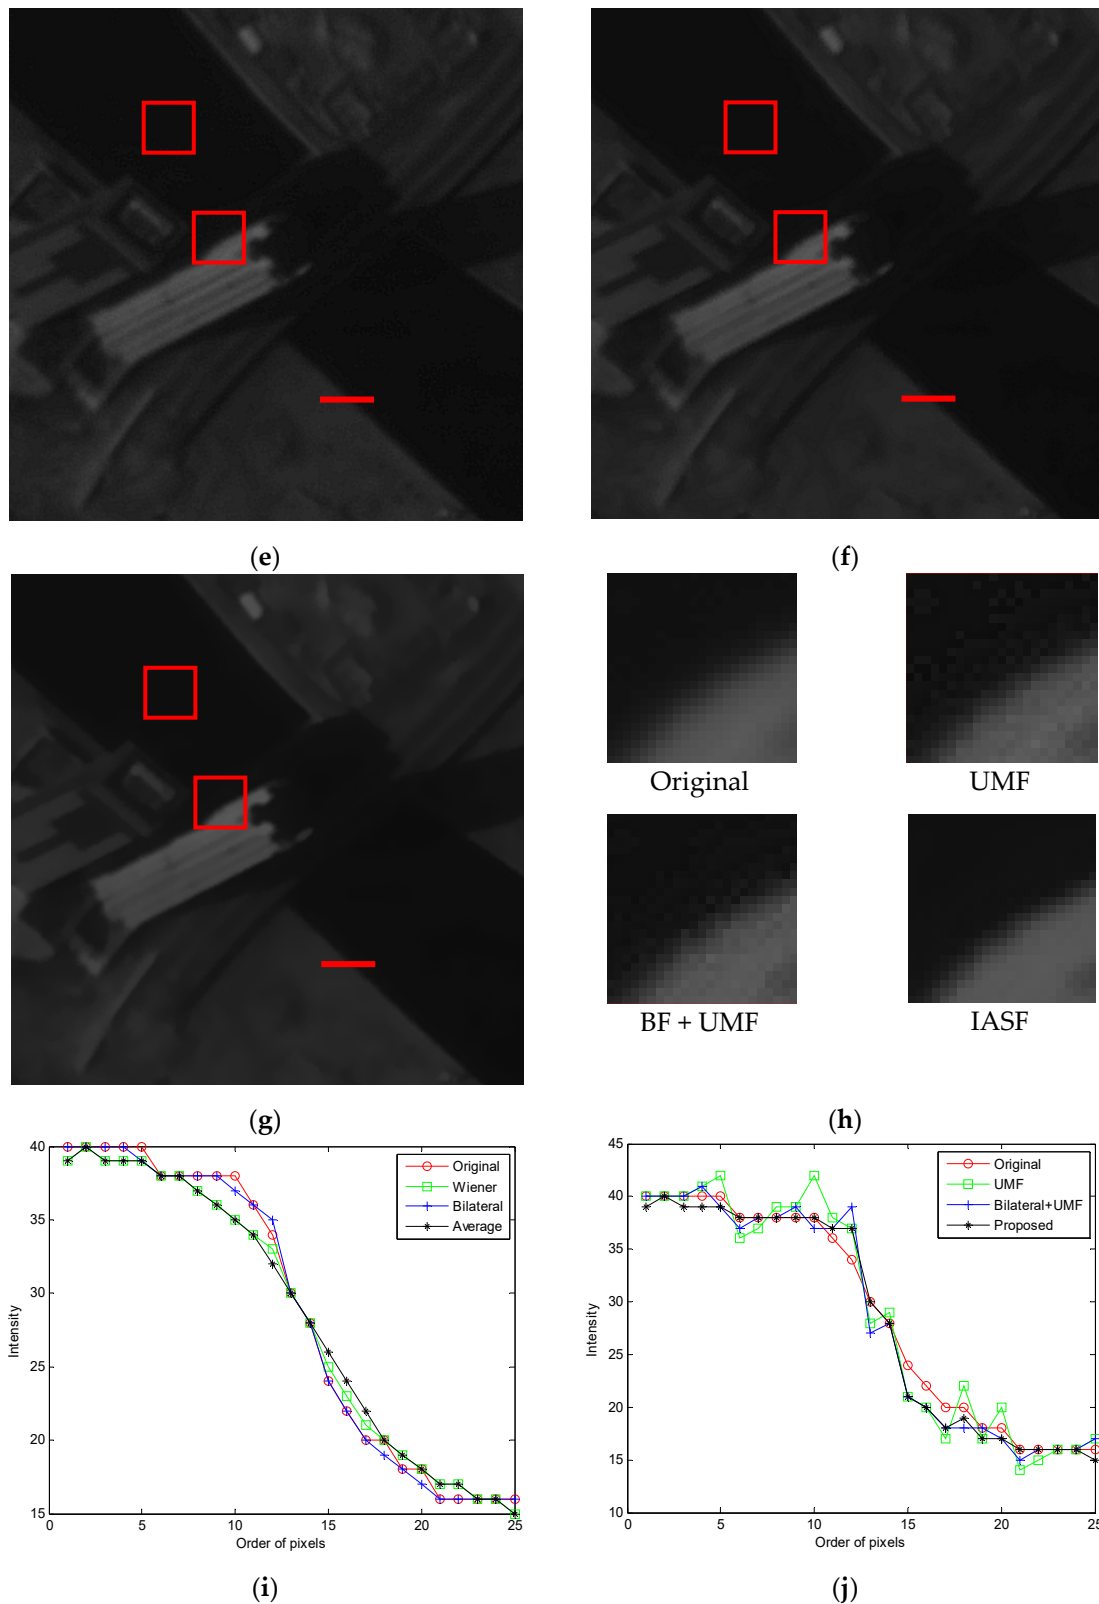 (e)
(f)
Original
UMF
BF + UMF
IASF
(g)
(h)
40
35
30
25
20
15
0
5
10
15
20
25
Intensity
Order of pixels
Original
Wiener
Bilateral
Average
45
40
35
30
25
20
15
10
0
5
10
15
20
25
Intensity
Order of pixels
Original
UMF
Bilateral+UMF
Proposed
(i)
(j)